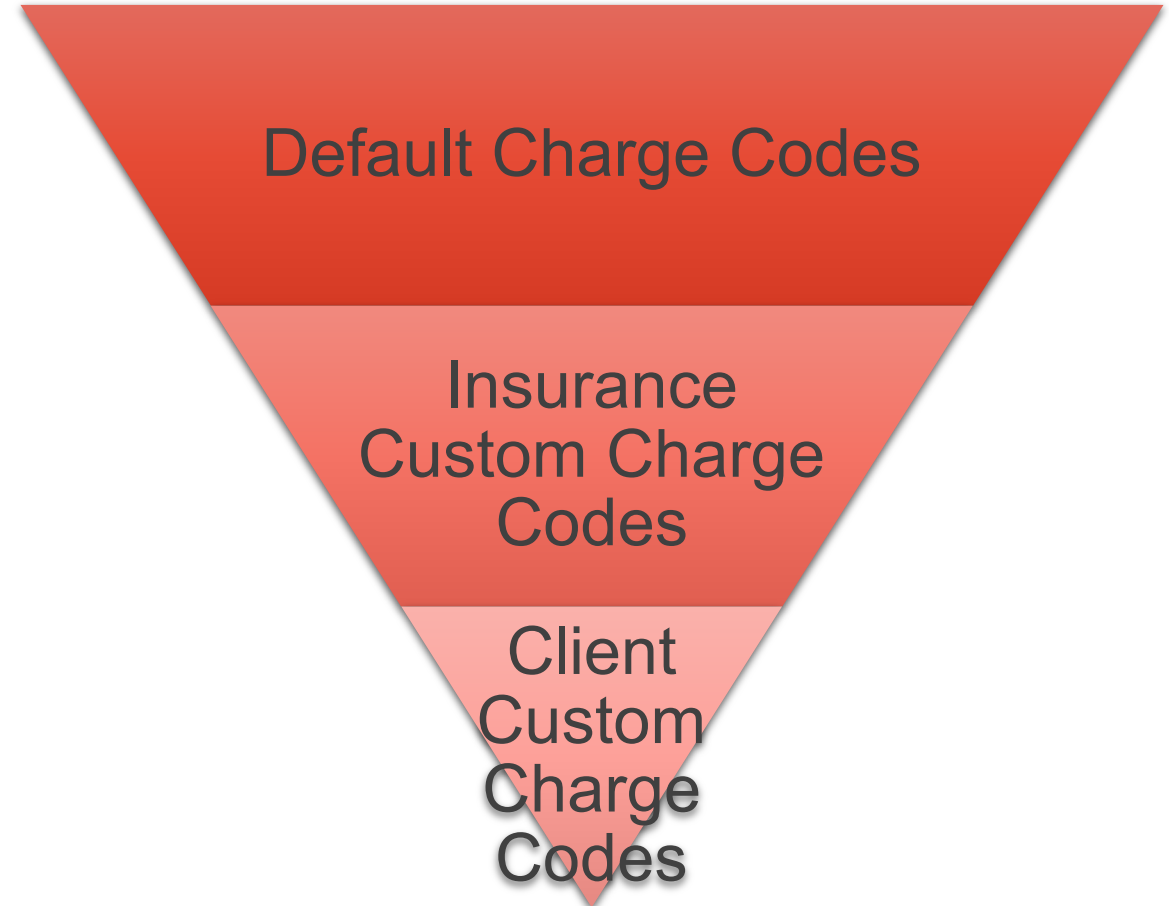 Default Charge Codes
Insurance
Custom Charge
Codes
Client
Custom
Charge
Codes